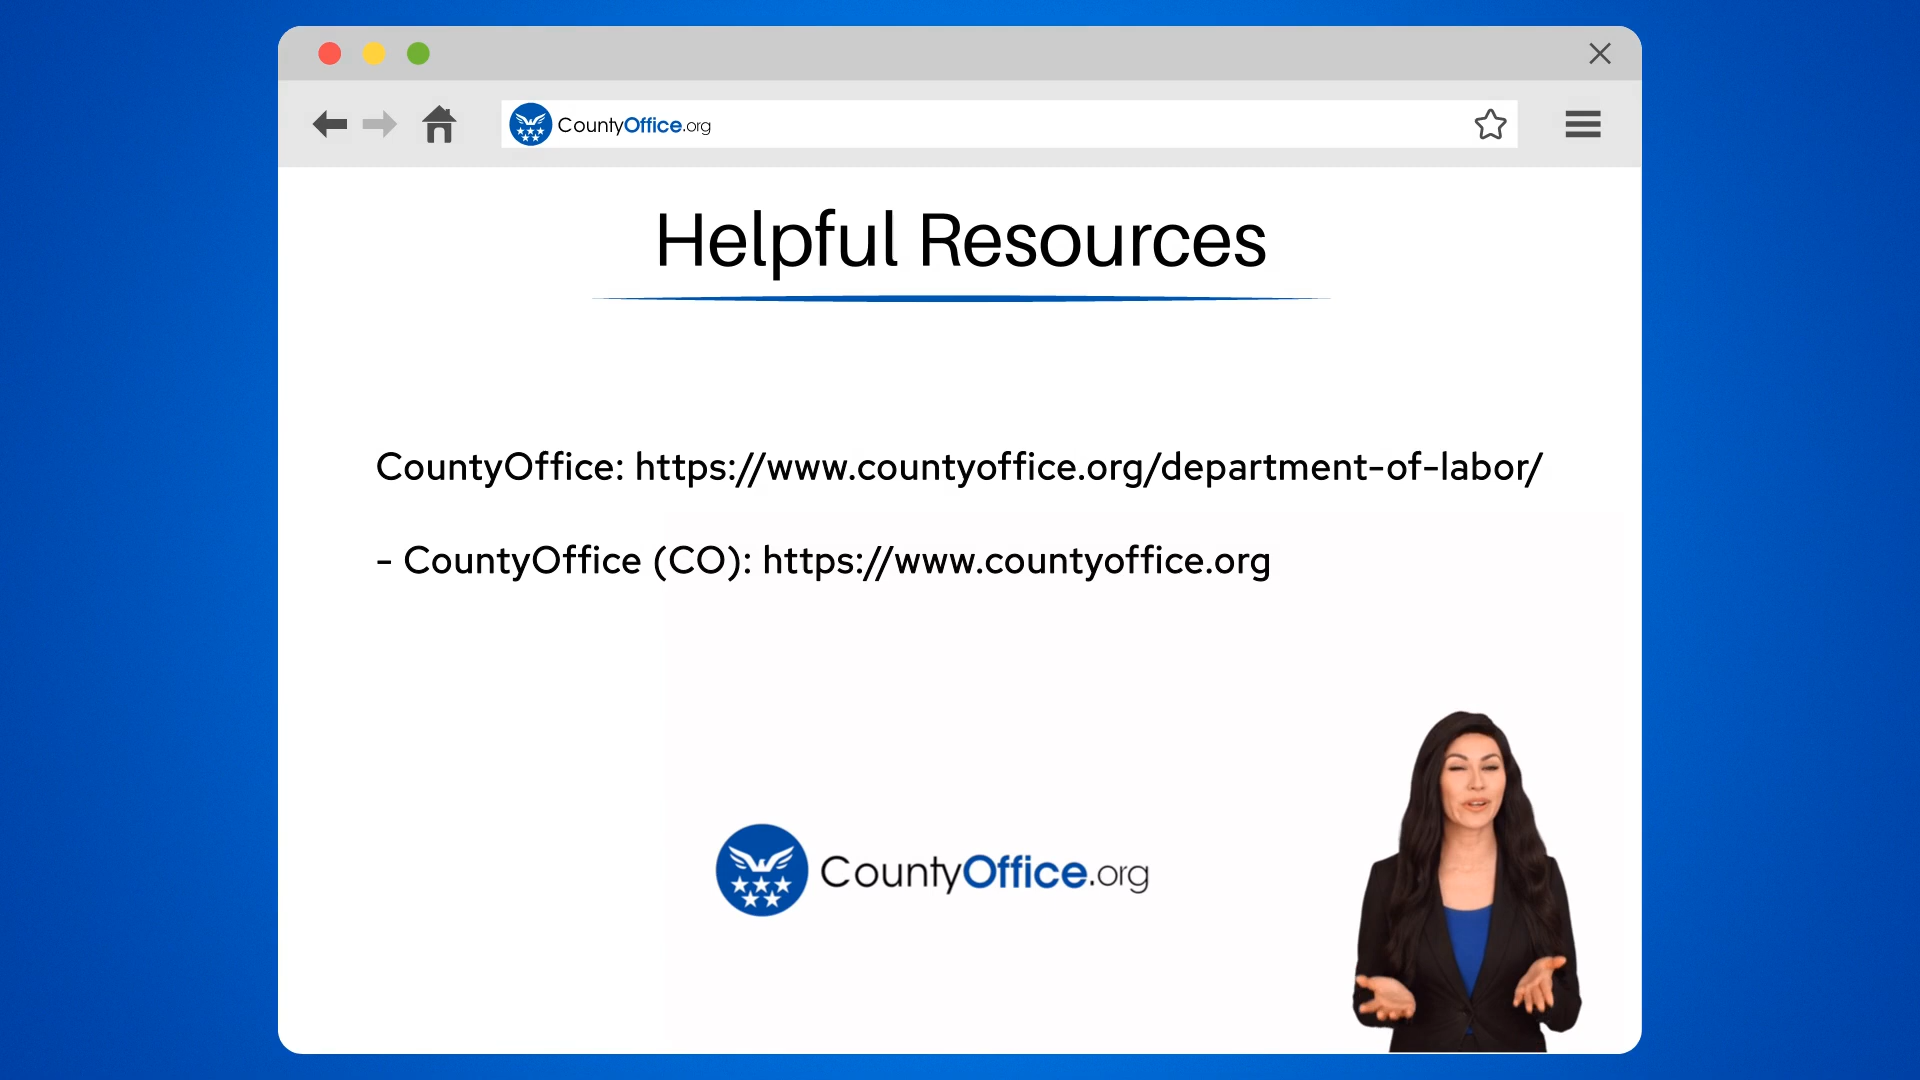 CountyOffice.org
Helpful Resources
CountyOffice: https://www.countyoffice.org/department-of-labor/
- CountyOffice (CO): https://www.countyoffice.org
CountyOffice.org